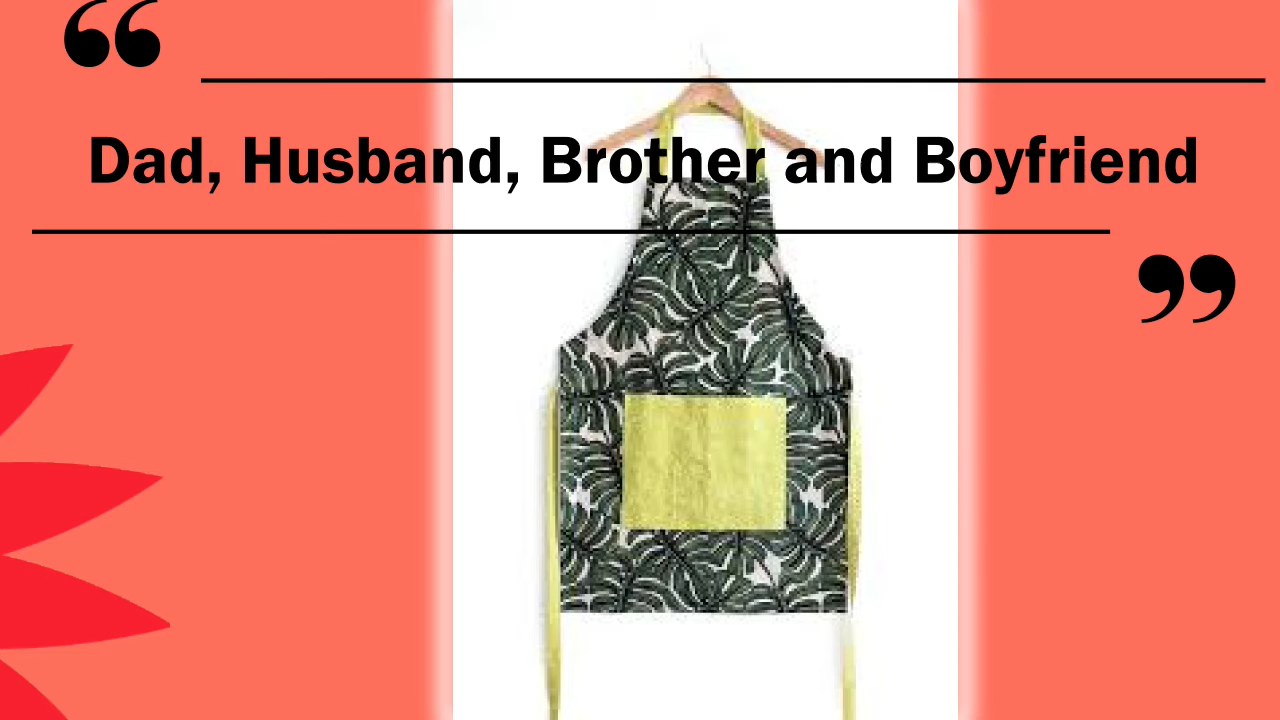 “
Dad, Husband, Brother and Boyfriend
”